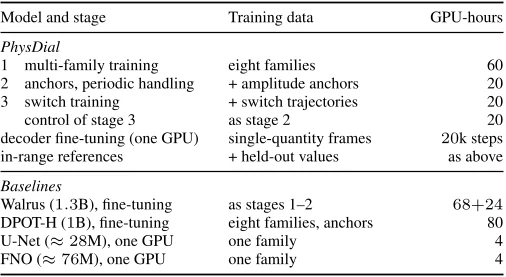 Model and stage Training data GPU-hours
PhysDial
1 multi-family training eight families 60
2 anchors, periodic handling + amplitude anchors 20
3 switch training + switch trajectories 20
control of stage 3 as stage 2 20
decoder fine-tuning (one GPU) single-quantity frames 20k steps
in-range references + held-out values as above
Baselines
Walrus (1.3B), fine-tuning as stages 1–2 68+24
DPOT-H (1B), fine-tuning eight families, anchors 80
U-Net (≈ 28M), one GPU one family 4
FNO (≈ 76M), one GPU one family 4